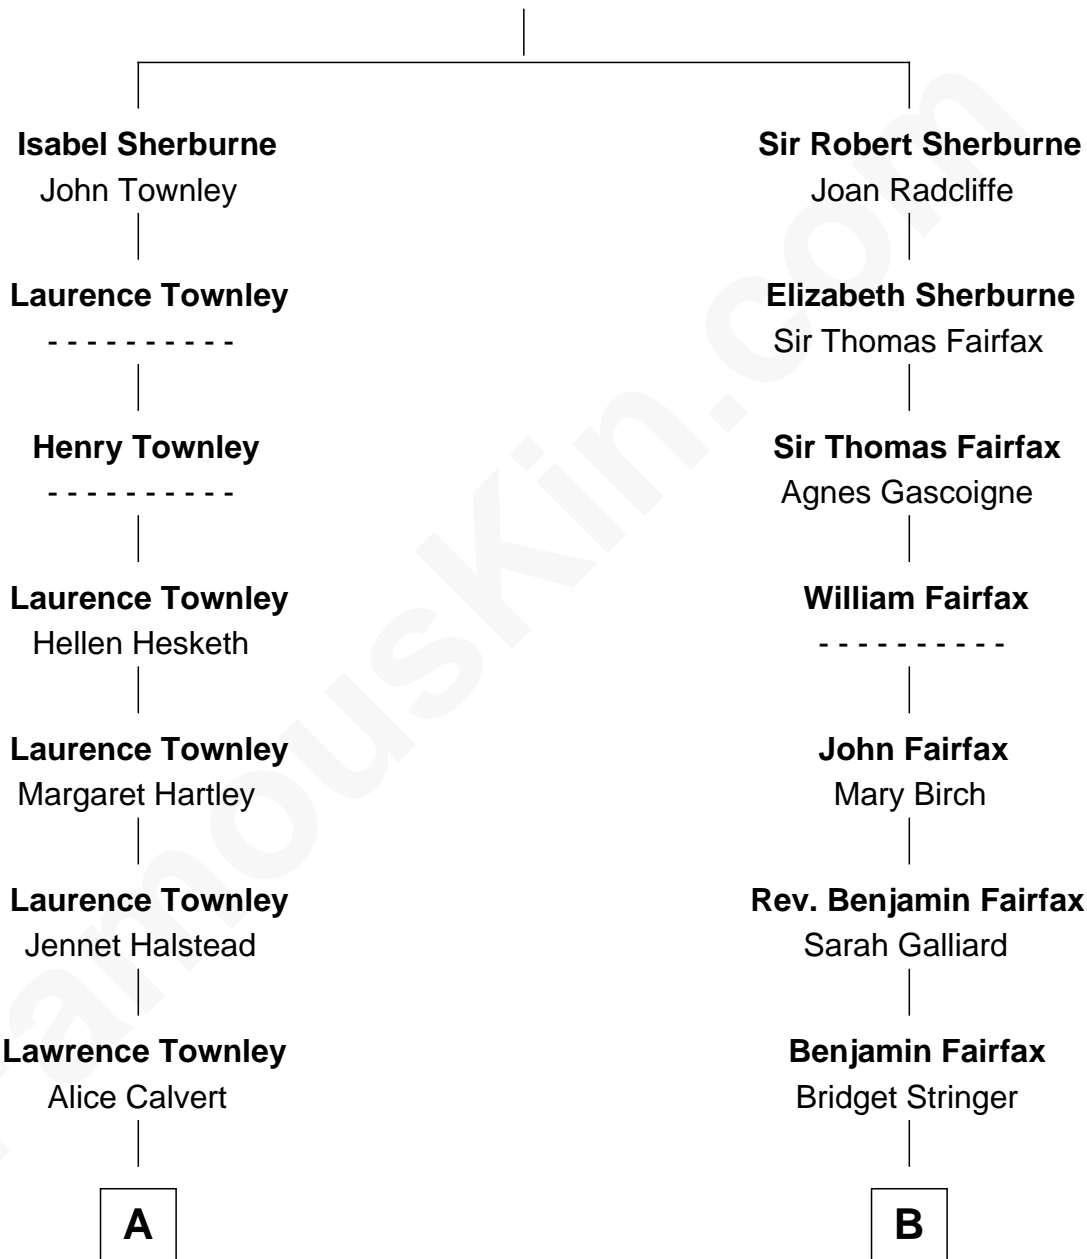 Isabel Sherburne
John Townley
Laurence Townley
- - - - - - - - - -
Henry Townley
- - - - - - - - - -
Laurence Townley
Hellen Hesketh
Laurence Townley
Margaret Hartley
Laurence Townley
Jennet Halstead
Lawrence Townley
Alice Calvert
A
Sir Robert Sherburne
Joan Radcliffe
Elizabeth Sherburne
Sir Thomas Fairfax
Sir Thomas Fairfax
Agnes Gascoigne
William Fairfax
- - - - - - - - - -
John Fairfax
Mary Birch
Rev. Benjamin Fairfax
Sarah Galliard
Benjamin Fairfax
Bridget Stringer
B
FamousKin.com